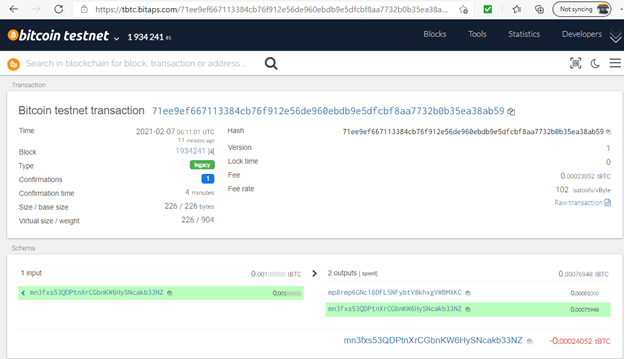 https://tbtc.bitaps.com/71ee9ef667113384cb76f912e56de960ebdb9e5dfcbf8aa7732b0b35ea38a...
Not syncing
bitcoin testnet 1 934 241
Blocks Tools Statistics Developers
Search in blockchain for block, transaction or address ...
Transaction
Bitcoin testnet transaction 71ee9ef667113384cb76f912e56de960ebdb9e5dfcbf8aa7732b0b35ea38ab59
Time 2021-02-07 06:11:01 UTC
11 minutes ago
Block 1934241 [4]
Type legacy
Confirmations 1
Confirmation time 4 minutes
Size / base size 226 / 226 bytes
Virtual size / weight 226 / 904
Hash 71ee9ef667113384cb76f912e56de960ebdb9e5dfcbf8aa7732b0b35ea38ab59
Version 1
Lock time 0
Fee 0.00023052 tBTC
Fee rate 102 satoshi/vByte
Raw transaction
Schema
1 input 0.00100000 tBTC
mn3fxs53QDPtnXrCGbnKW6HySNcakb33NZ 0.00100000
2 outputs [ spent] 0.00076948 tBTC
mp8rmp6GNc16DFL5NFybtV8khxgVWBMXKC 0.00001000
mn3fxs53QDPtnXrCGbnKW6HySNcakb33NZ 0.00075948
mn3fxs53QDPtnXrCGbnKW6HySNcakb33NZ -0.00024052 tBTC